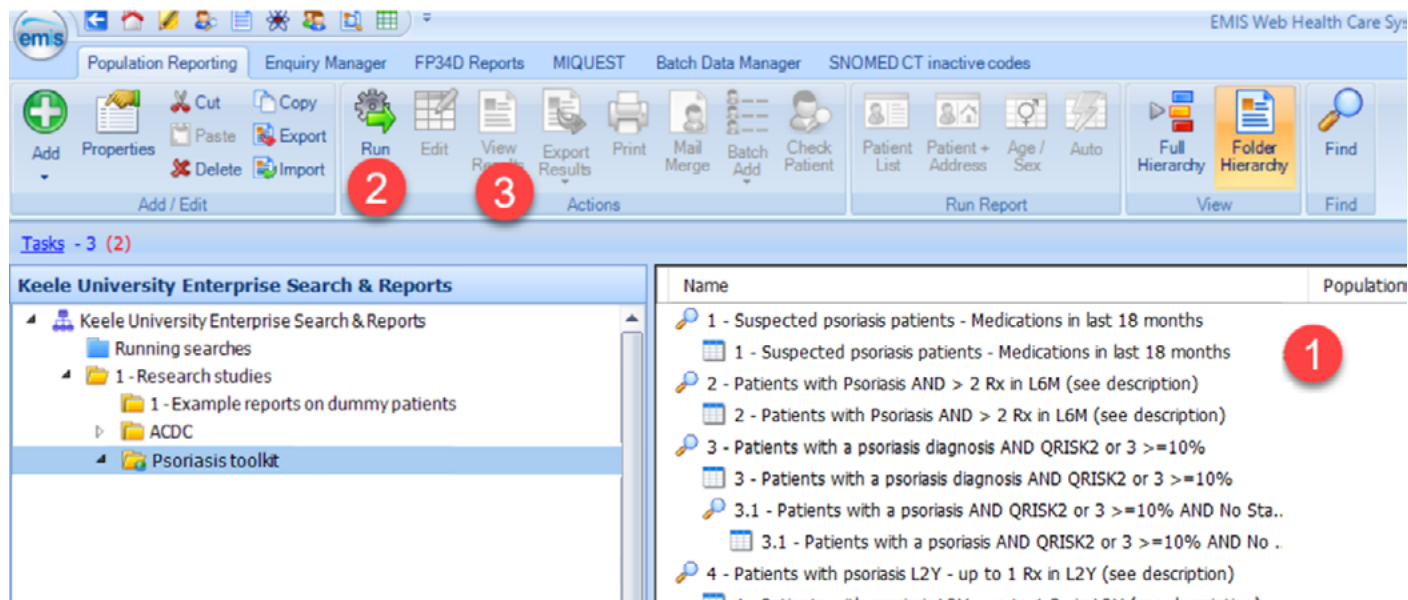 emis
EMIS Web Health Care Sys
Population Reporting Enquiry Manager FP34D Reports MIQUEST Batch Data Manager SNOMED CT inactive codes
Add
Properties
Cut
Paste
Delete
Copy
Export
Import
Add / Edit
Run
Edit
View Results
Export Results
Print
Mail Merge
Batch Add
Check Patient
Actions
2
3
Patient List
Patient + Address
Age / Sex
Auto
Run Report
Full Hierarchy
Folder Hierarchy
View
Find
Find
Tasks - 3 (2)
Keele University Enterprise Search & Reports
Keele University Enterprise Search & Reports
Running searches
1 - Research studies
1 - Example reports on dummy patients
ACDC
Psoriasis toolkit
Name Population
1 - Suspected psoriasis patients - Medications in last 18 months
1 - Suspected psoriasis patients - Medications in last 18 months
1
2 - Patients with Psoriasis AND > 2 Rx in L6M (see description)
2 - Patients with Psoriasis AND > 2 Rx in L6M (see description)
3 - Patients with a psoriasis diagnosis AND QRISK2 or 3 >=10%
3 - Patients with a psoriasis diagnosis AND QRISK2 or 3 >=10%
3.1 - Patients with a psoriasis AND QRISK2 or 3 >=10% AND No Sta..
3.1 - Patients with a psoriasis AND QRISK2 or 3 >=10% AND No ..
4 - Patients with psoriasis L2Y - up to 1 Rx in L2Y (see description)